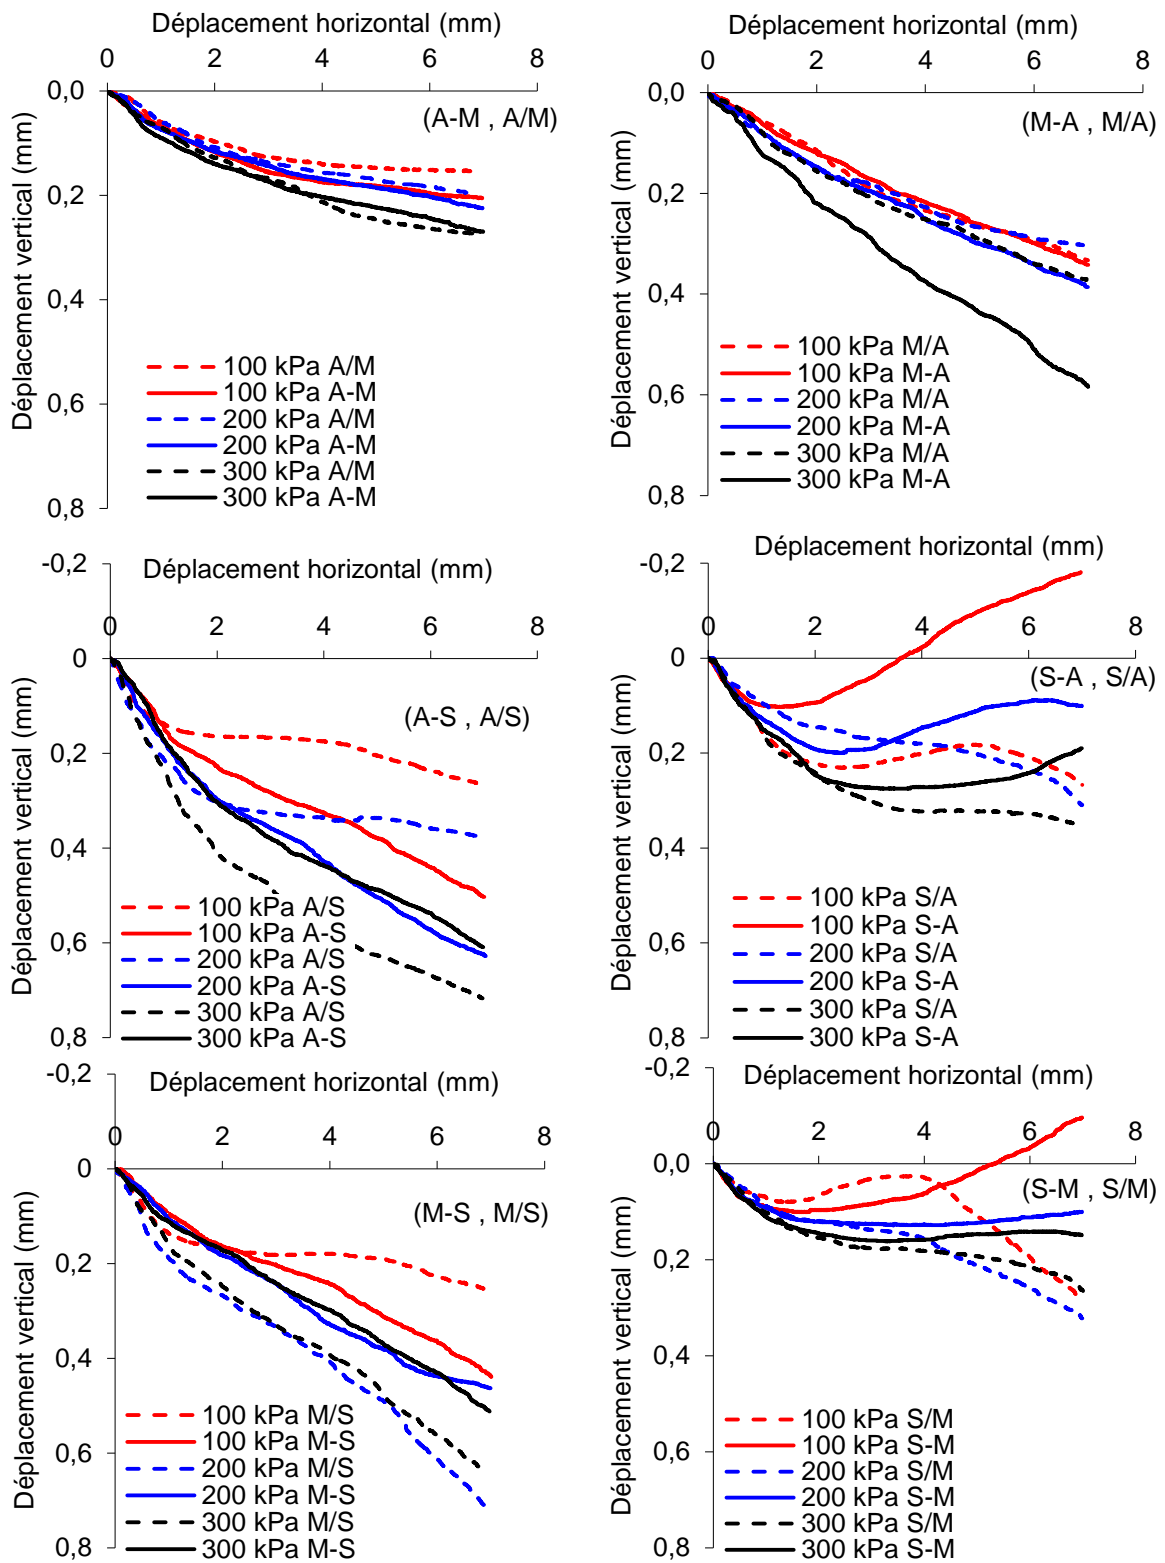 Déplacement horizontal (mm)
0 2 4 6 8
0,0
0,2
0,4
0,6
0,8
Déplacement vertical (mm)
(A-M , A/M)
100 kPa A/M
100 kPa A-M
200 kPa A/M
200 kPa A-M
300 kPa A/M
300 kPa A-M
Déplacement horizontal (mm)
0 2 4 6 8
0,0
0,2
0,4
0,6
0,8
Déplacement vertical (mm)
(M-A , M/A)
100 kPa M/A
100 kPa M-A
200 kPa M/A
200 kPa M-A
300 kPa M/A
300 kPa M-A
-0,2
Déplacement horizontal (mm)
0 2 4 6 8
0
0,2
0,4
0,6
0,8
Déplacement vertical (mm)
(A-S , A/S)
100 kPa A/S
100 kPa A-S
200 kPa A/S
200 kPa A-S
300 kPa A/S
300 kPa A-S
Déplacement horizontal (mm)
-0,2
0 2 4 6 8
0
0,2
0,4
0,6
0,8
Déplacement vertical (mm)
(S-A , S/A)
100 kPa S/A
100 kPa S-A
200 kPa S/A
200 kPa S-A
300 kPa S/A
300 kPa S-A
-0,2
Déplacement horizontal (mm)
0 2 4 6 8
0
0,2
0,4
0,6
0,8
Déplacement vertical (mm)
(M-S , M/S)
100 kPa M/S
100 kPa M-S
200 kPa M/S
200 kPa M-S
300 kPa M/S
300 kPa M-S
-0,2
Déplacement horizontal (mm)
0 2 4 6 8
0,0
0,2
0,4
0,6
0,8
Déplacement vertical (mm)
(S-M , S/M)
100 kPa S/M
100 kPa S-M
200 kPa S/M
200 kPa S-M
300 kPa S/M
300 kPa S-M